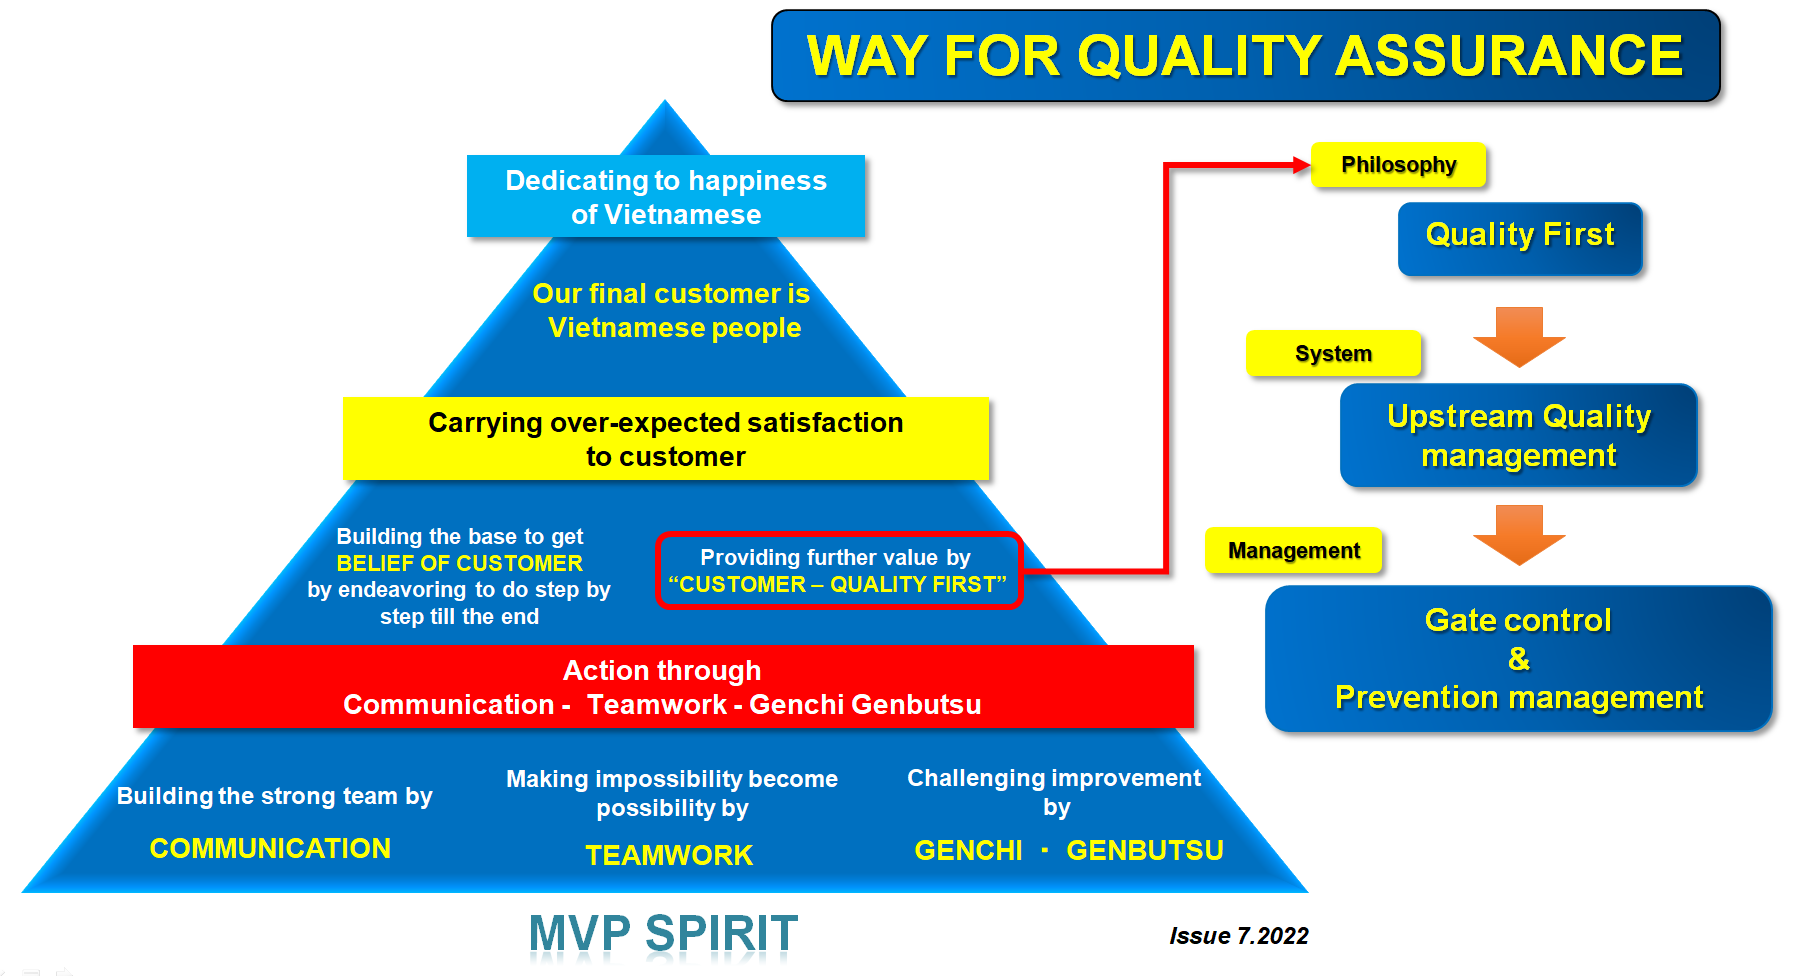 WAY FOR QUALITY ASSURANCE
Dedicating to happiness
of Vietnamese
Our final customer is
Vietnamese people
Carrying over-expected satisfaction
to customer
Building the base to get
BELIEF OF CUSTOMER
by endeavoring to do step by
step till the end
Providing further value by
“CUSTOMER – QUALITY FIRST”
Action through
Communication - Teamwork - Genchi Genbutsu
Building the strong team by
COMMUNICATION
Making impossibility become
possibility by
TEAMWORK
Challenging improvement
by
GENCHI ・ GENBUTSU
MVP SPIRIT
Issue 7.2022
Philosophy
Quality First
System
Upstream Quality
management
Management
Gate control
&
Prevention management